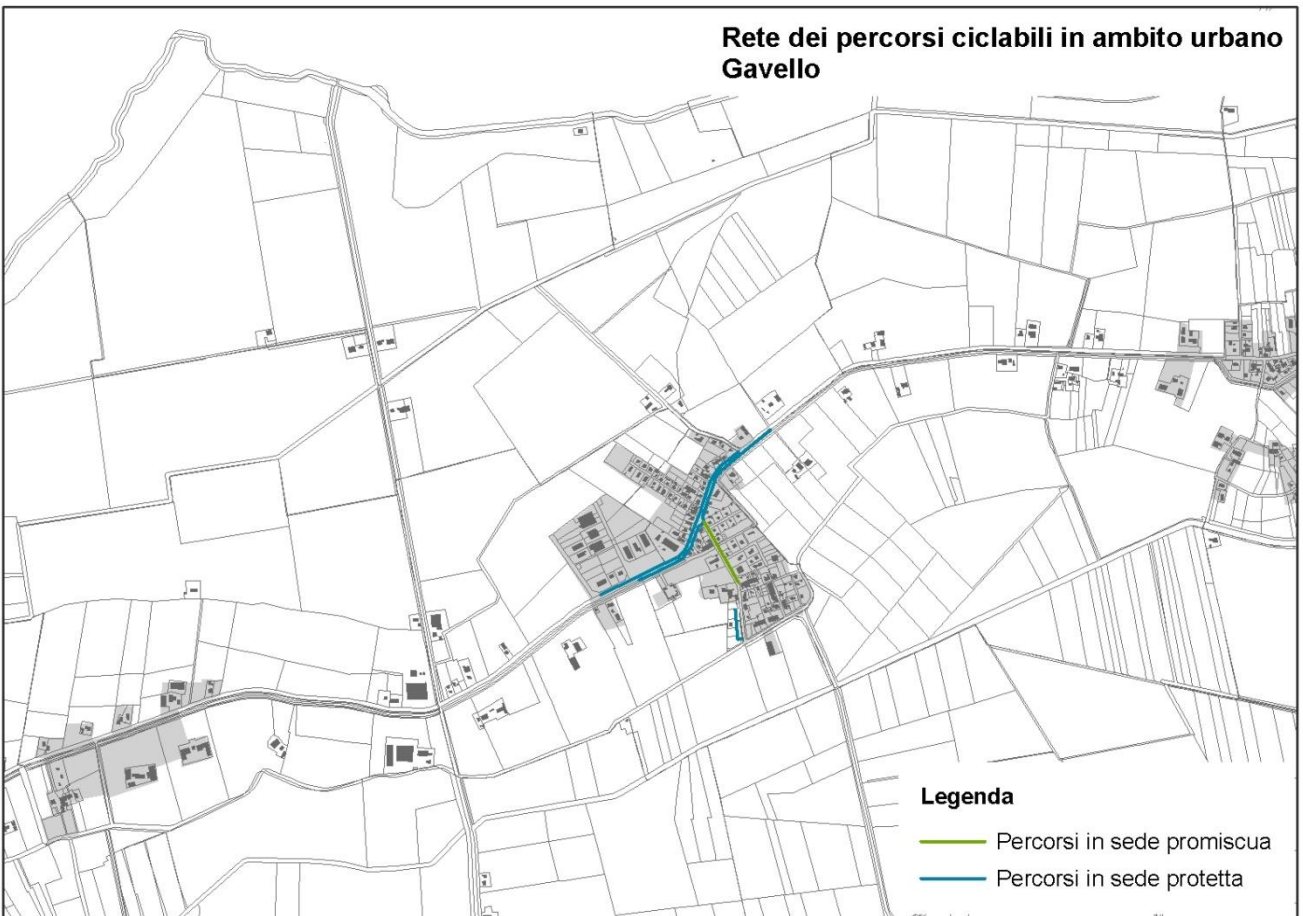 Rete dei percorsi ciclabili in ambito urbano
Gavello
Legenda
Percorsi in sede promiscua
Percorsi in sede protetta